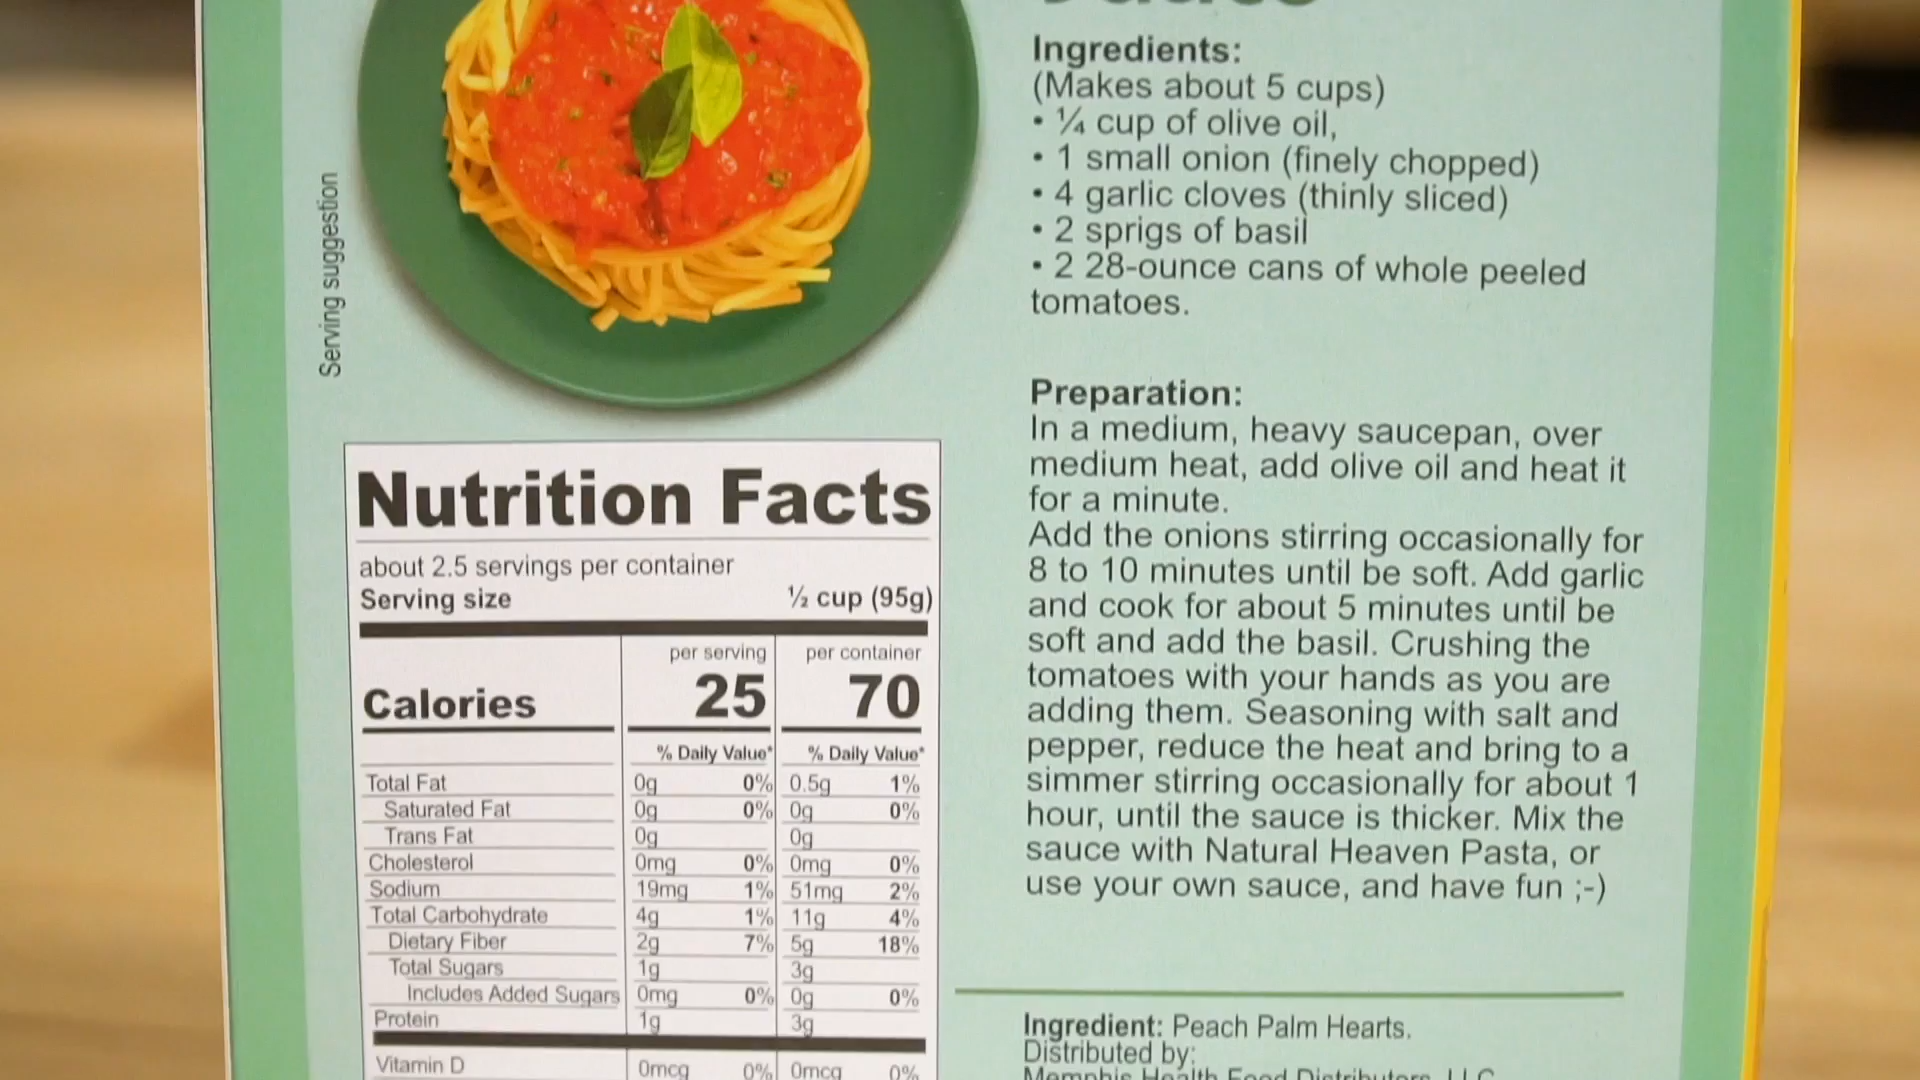 Serving suggestion
Ingredients:
(Makes about 5 cups)
• ¼ cup of olive oil,
• 1 small onion (finely chopped)
• 4 garlic cloves (thinly sliced)
• 2 sprigs of basil
• 2 28-ounce cans of whole peeled
tomatoes.
Preparation:
In a medium, heavy saucepan, over
medium heat, add olive oil and heat it
for a minute.
Add the onions stirring occasionally for
8 to 10 minutes until be soft. Add garlic
and cook for about 5 minutes until be
soft and add the basil. Crushing the
tomatoes with your hands as you are
adding them. Seasoning with salt and
pepper, reduce the heat and bring to a
simmer stirring occasionally for about 1
hour, until the sauce is thicker. Mix the
sauce with Natural Heaven Pasta, or
use your own sauce, and have fun ;-)
Nutrition Facts
about 2.5 servings per container
Serving size ½ cup (95g)
per serving per container
Calories 25 70
% Daily Value* % Daily Value*
Total Fat 0g 0% 0.5g 1%
Saturated Fat 0g 0% 0g 0%
Trans Fat 0g 0g
Cholesterol 0mg 0% 0mg 0%
Sodium 19mg 1% 51mg 2%
Total Carbohydrate 4g 1% 11g 4%
Dietary Fiber 2g 7% 5g 18%
Total Sugars 1g 3g
Includes Added Sugars 0mg 0% 0g 0%
Protein 1g 3g
Vitamin D 0mcg 0% 0mcg 0%
Ingredient: Peach Palm Hearts.
Distributed by:
Memphis Health Food Distributors, LLC